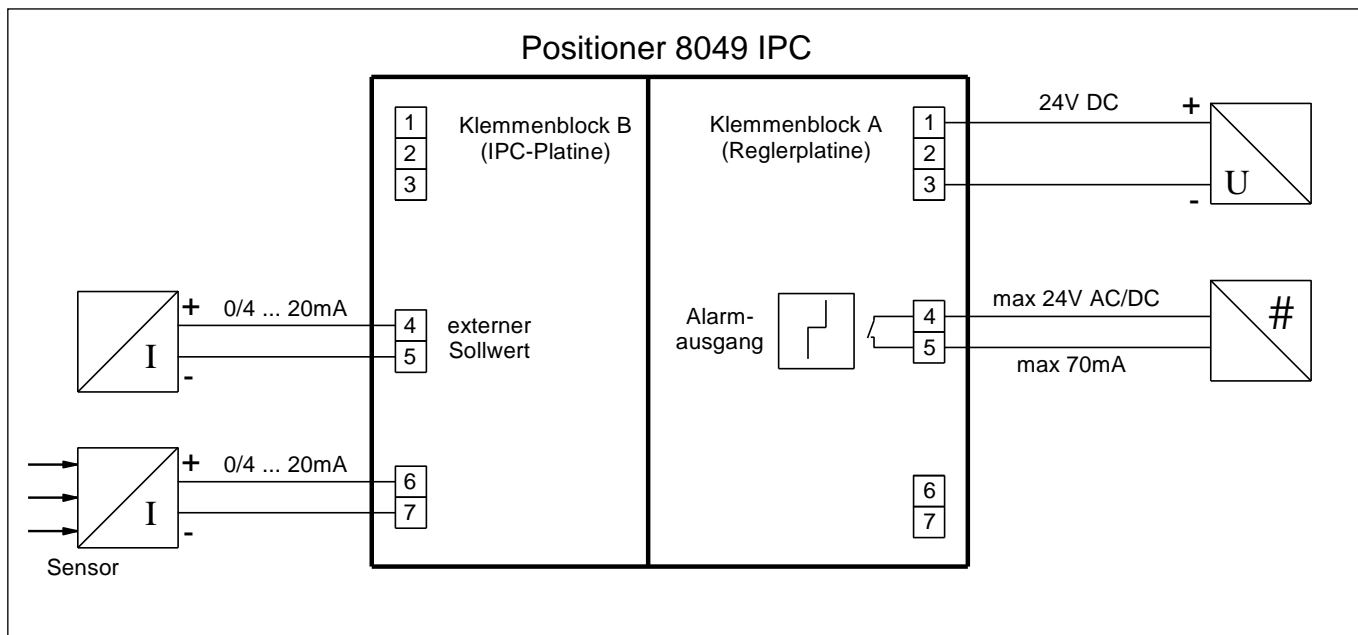 Positioner 8049 IPC
1
2
3
Klemmenblock B
(IPC-Platine)
Klemmenblock A
(Reglerplatine)
1
2
3
24V DC
+
-
U
+
0/4 ... 20mA
-
I
4
5
externer
Sollwert
Alarm-
ausgang
4
5
max 24V AC/DC
max 70mA
#
+
0/4 ... 20mA
-
I
Sensor
6
7
6
7